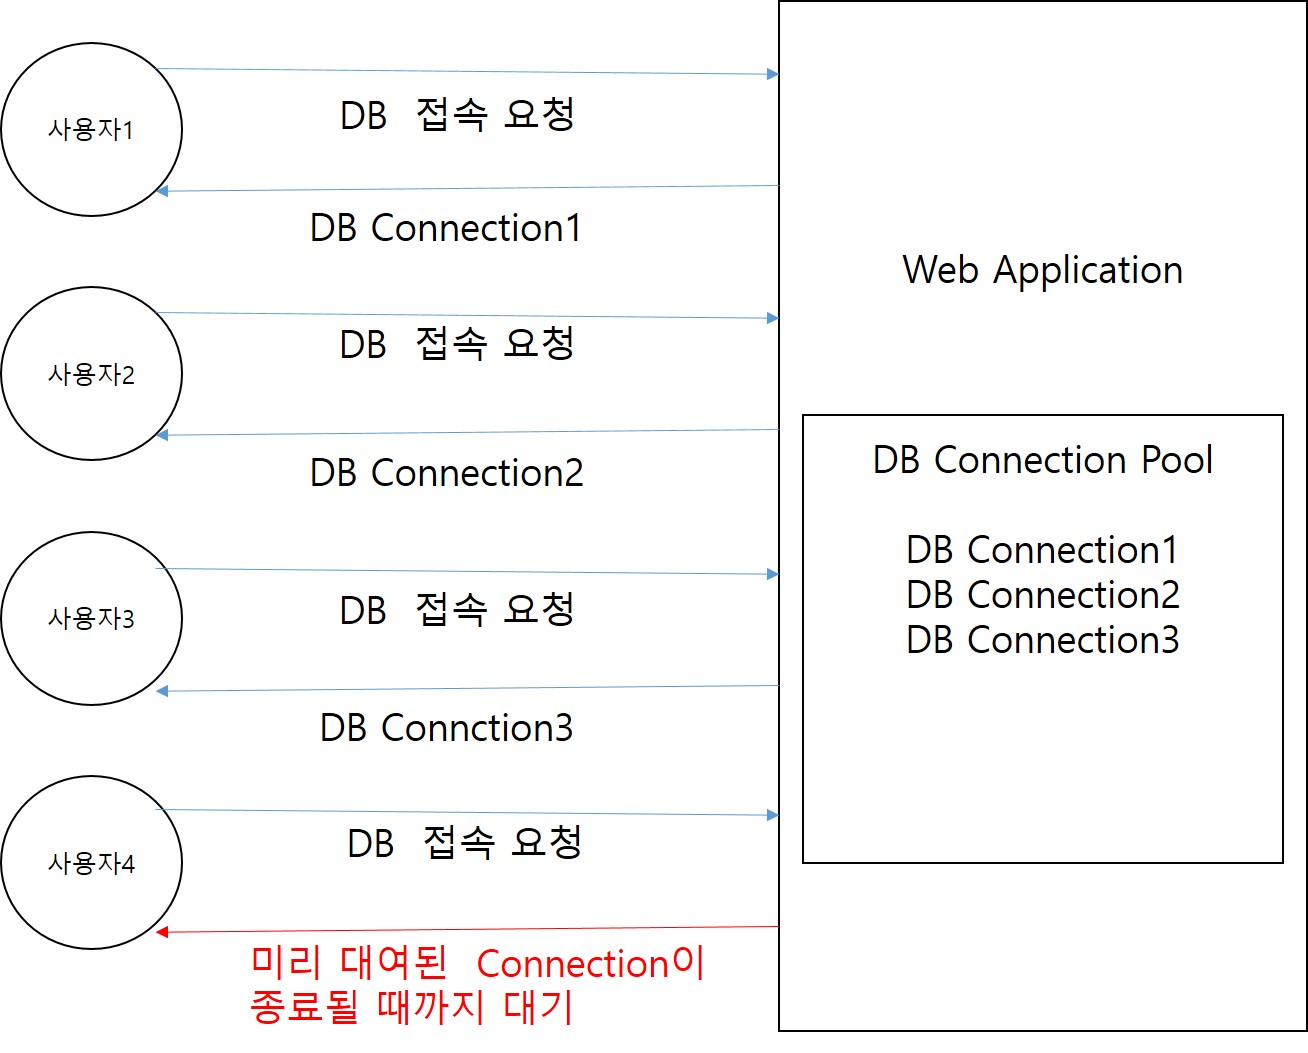 사용자1
DB 접속 요청
DB Connection1
사용자2
DB 접속 요청
DB Connection2
사용자3
DB 접속 요청
DB Connction3
사용자4
DB 접속 요청
미리 대여된 Connection이
종료될 때까지 대기
Web Application
DB Connection Pool
DB Connection1
DB Connection2
DB Connection3